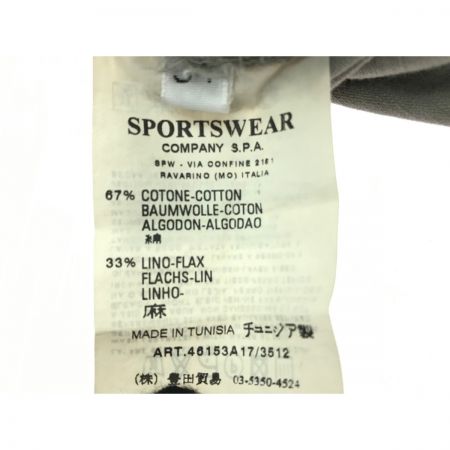 SPORTSWEAR
COMPANY S.P.A.
SPW - VIA CONFINE 2161
RAVARINO (MO) ITALIA
67% COTONE-COTTON
BAUMWOLLE-COTON
ALGODON-ALGODAO
綿
33% LINO-FLAX
FLACHS-LIN
LINHO-
麻
MADE IN TUNISIA チュニジア製
ART.46153A17/3512
(株) 豊田貿易 03-5350-4524